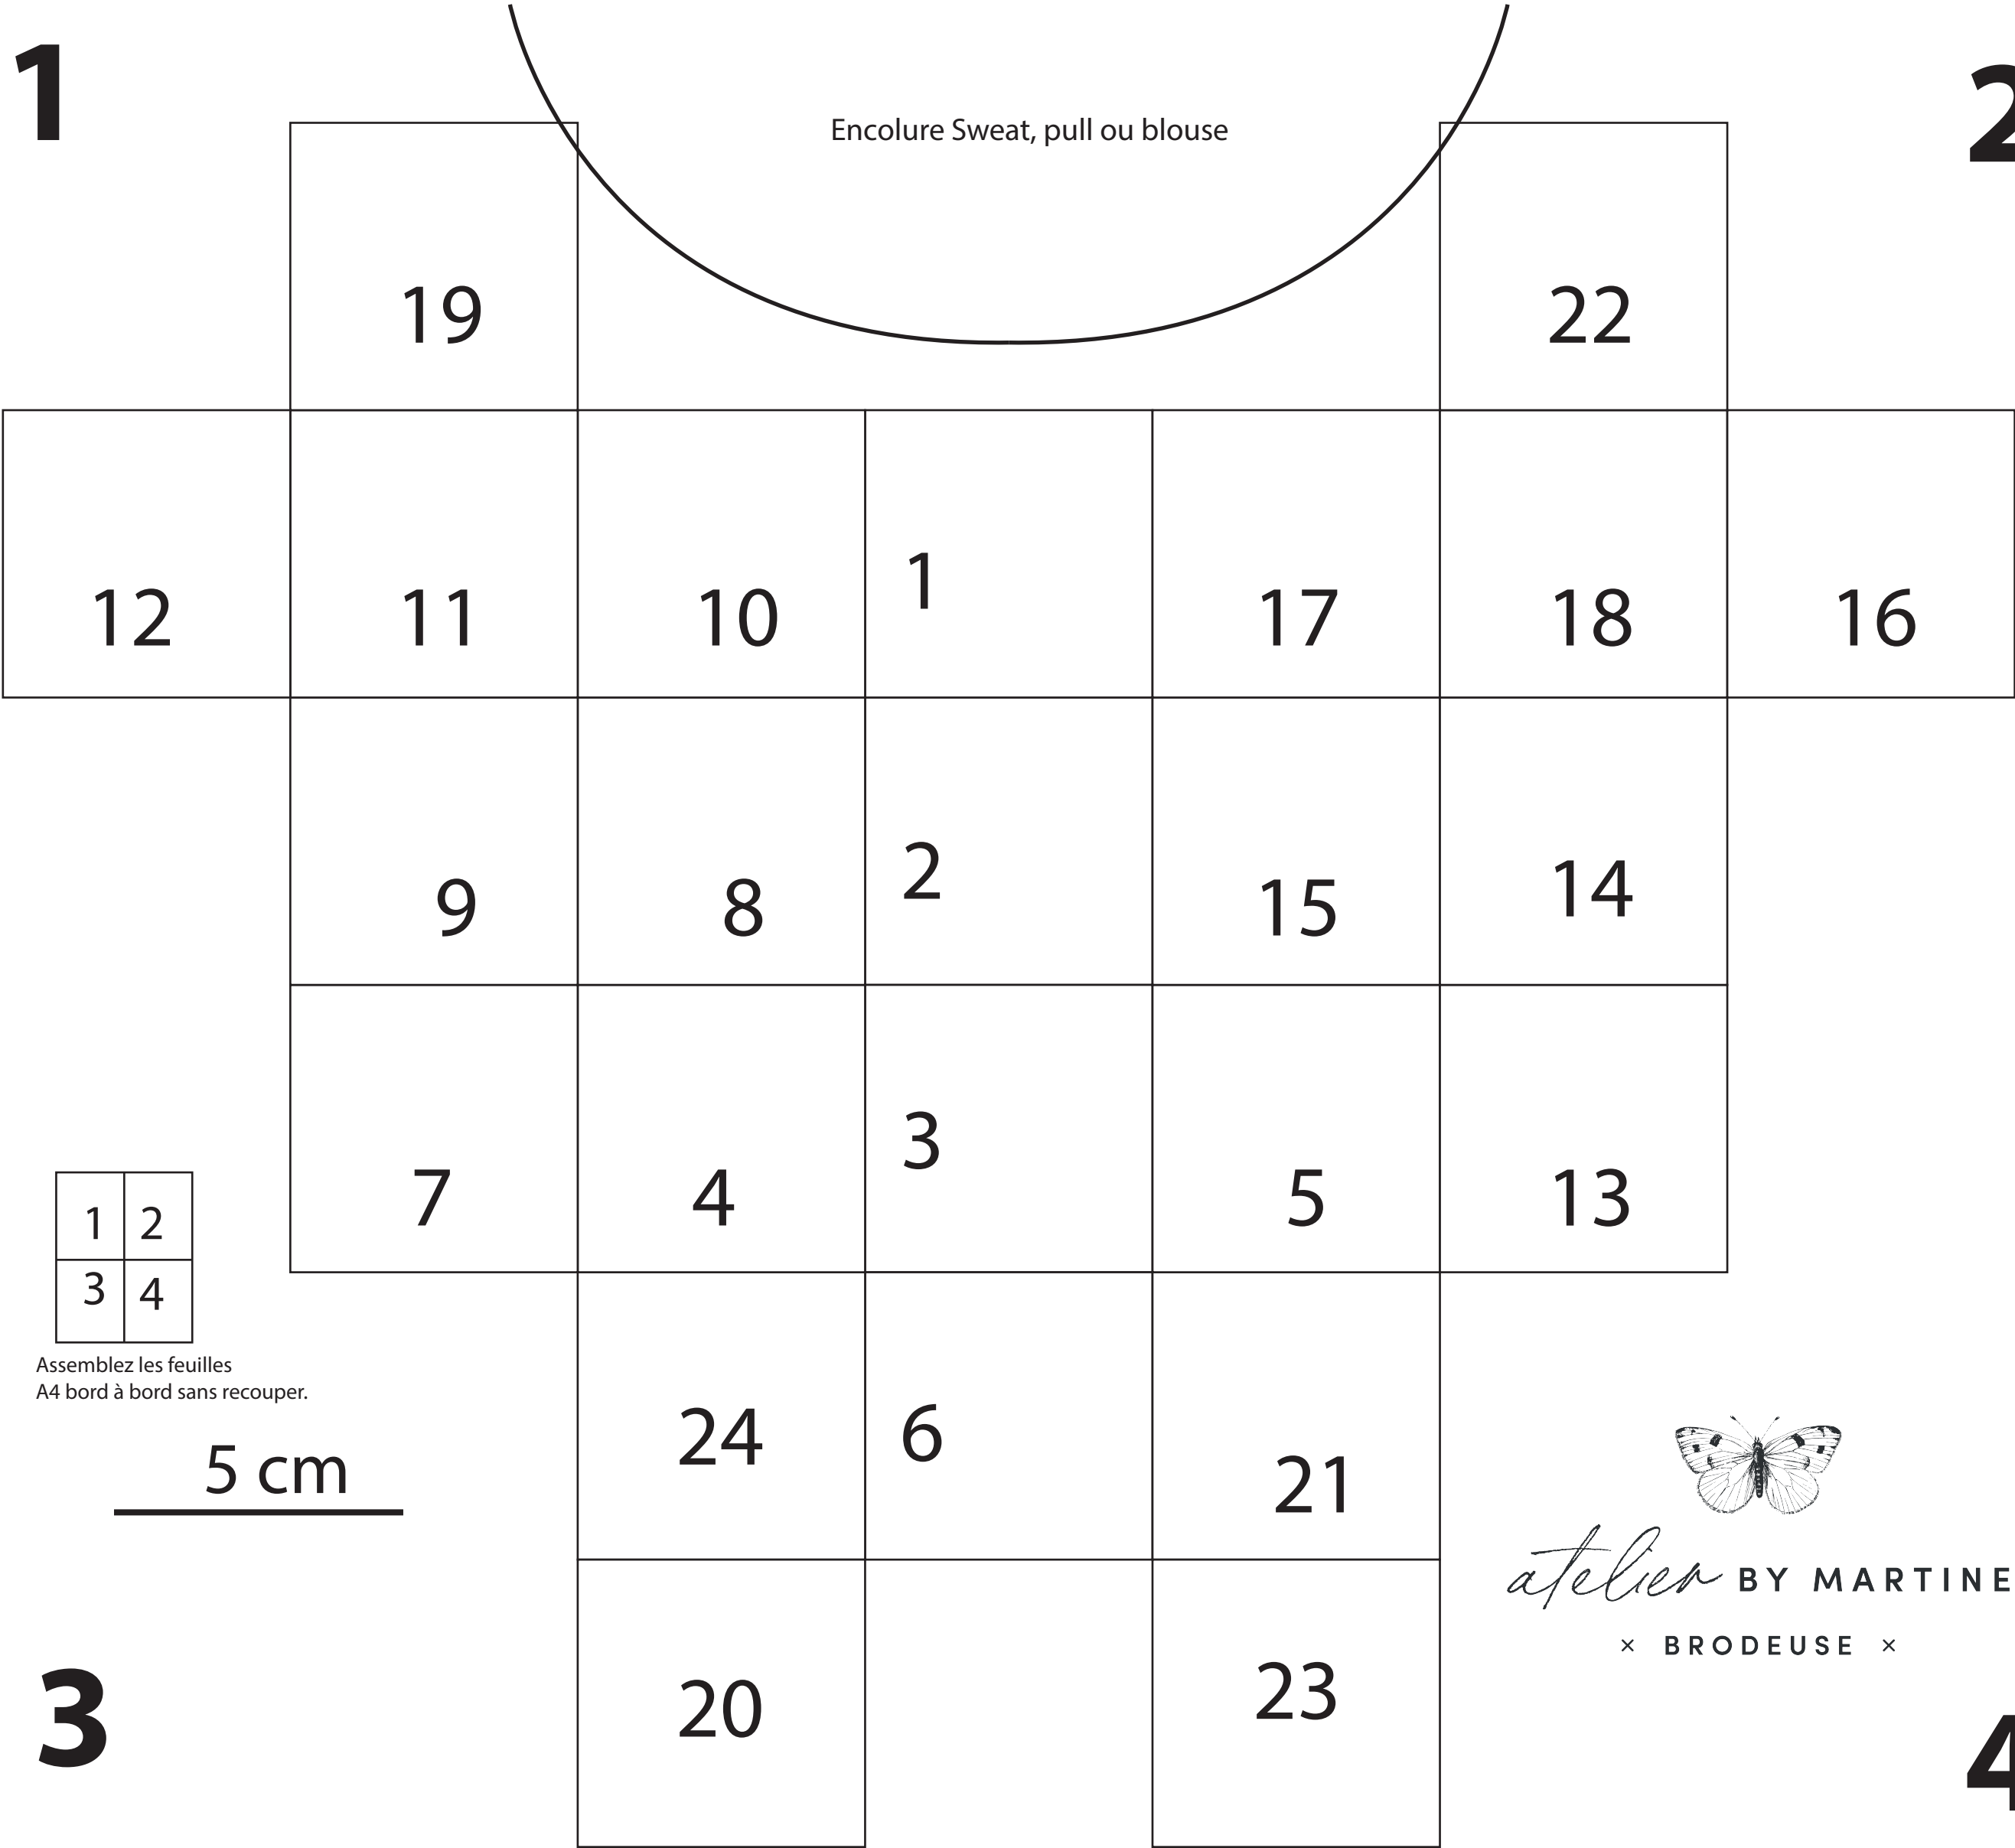 1
2
Encolure Sweat, pull ou blouse
19
22
12 11 10 1 17 18 16
9 8 2 15 14
7 4 3 5 13
1 2
3 4
Assemblez les feuilles
A4 bord à bord sans recouper.
5 cm
24 6 21
atelier BY MARTINE
× BRODEUSE ×
20 23
3
4